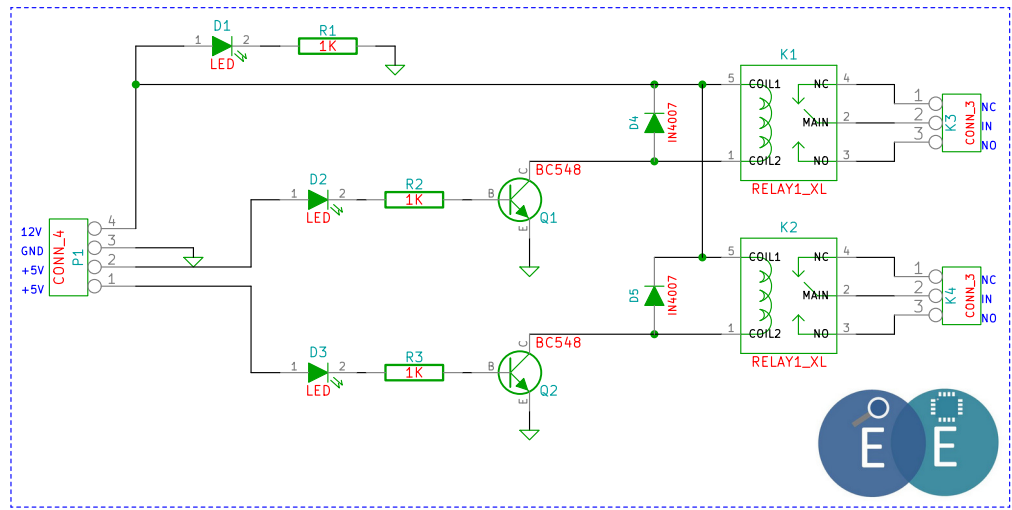 D1
1 2
LED
R1
1K
K1
5 COIL1 NC 4
MAIN 2
1 COIL2 NO 3
RELAY1_XL
1 NC
2 IN
3 NO
K3
CONN_3
D4
IN4007
D2
1 2
LED
R2
1K
B C E
BC548
Q1
12V 4
GND 3
+5V 2
+5V 1
CONN_4
P1
K2
5 COIL1 NC 4
MAIN 2
1 COIL2 NO 3
RELAY1_XL
1 NC
2 IN
3 NO
K4
CONN_3
D5
IN4007
D3
1 2
LED
R3
1K
B C E
BC548
Q2
E E